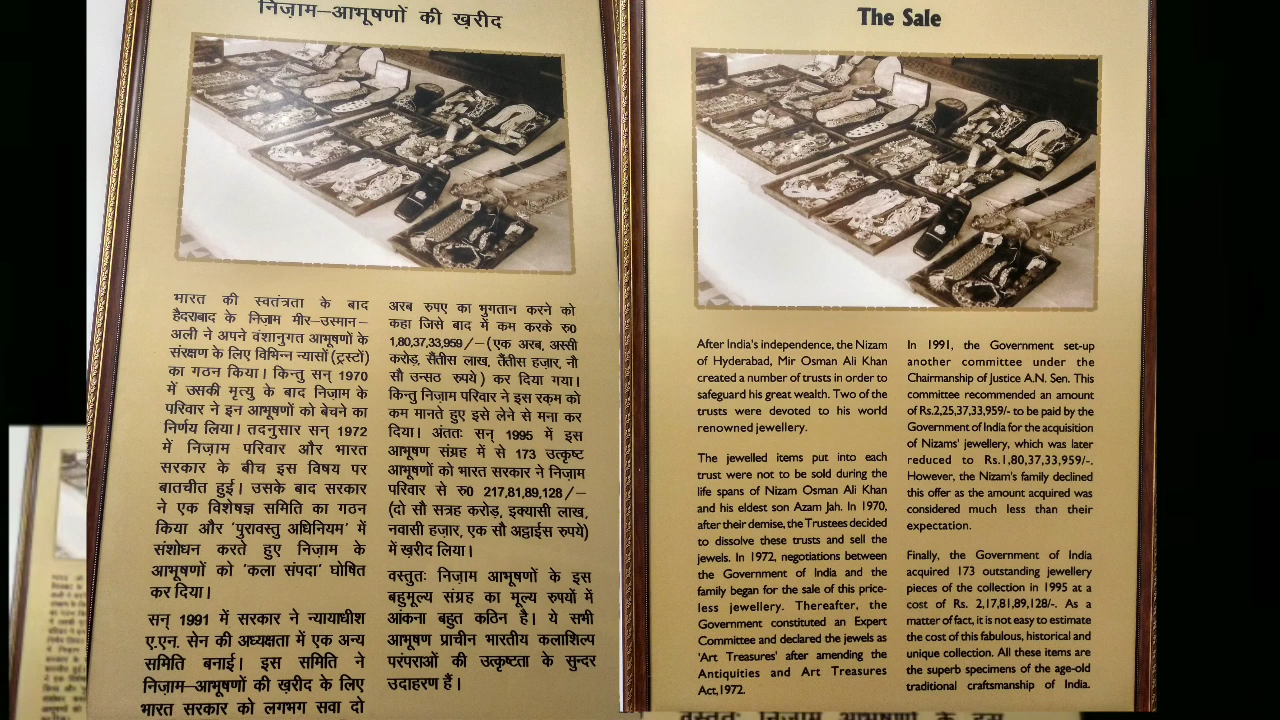 निज़ाम–आभूषणों की ख़रीद
भारत की स्वतंत्रता के बाद
हैदराबाद के निज़ाम मीर–उस्मान–
अली ने अपने वंशानुगत आभूषणों के
संरक्षण के लिए विभिन्न न्यासों (ट्रस्टों)
का गठन किया। किन्तु सन् 1970
में उसकी मृत्यु के बाद निज़ाम के
परिवार ने इन आभूषणों को बेचने का
निर्णय लिया। तदनुसार सन् 1972
में निज़ाम परिवार और भारत
सरकार के बीच इस विषय पर
बातचीत हुई। उसके बाद सरकार
ने एक विशेषज्ञ समिति का गठन
किया और 'पुरावस्तु अधिनियम' में
संशोधन करते हुए निज़ाम के
आभूषणों को 'कला संपदा' घोषित
कर दिया।
सन् 1991 में सरकार ने न्यायाधीश
ए.एन. सेन की अध्यक्षता में एक अन्य
समिति बनाई। इस समिति ने
निज़ाम–आभूषणों की ख़रीद के लिए
भारत सरकार को लगभग सवा दो
अरब रुपए का भुगतान करने को
कहा जिसे बाद में कम करके रु0
1,80,37,33,959/–(एक अरब, अस्सी
करोड़, सैंतीस लाख, तैंतीस हज़ार, नौ
सौ उन्सठ रुपये) कर दिया गया।
किन्तु निज़ाम परिवार ने इस रक़म को
कम मानते हुए इसे लेने से मना कर
दिया। अंततः सन् 1995 में इस
आभूषण संग्रह में से 173 उत्कृष्ट
आभूषणों को भारत सरकार ने निज़ाम
परिवार से रु0 217,81,89,128/–
(दो सौ सत्रह करोड़, इक्यासी लाख,
नवासी हज़ार, एक सौ अट्ठाईस रुपये)
में ख़रीद लिया।
वस्तुतः निज़ाम आभूषणों के इस
बहुमूल्य संग्रह का मूल्य रुपयों में
आंकना बहुत कठिन है। ये सभी
आभूषण प्राचीन भारतीय कलाशिल्प
परंपराओं की उत्कृष्टता के सुन्दर
उदाहरण हैं।
The Sale
After India's independence, the Nizam
of Hyderabad, Mir Osman Ali Khan
created a number of trusts in order to
safeguard his great wealth. Two of the
trusts were devoted to his world
renowned jewellery.
The jewelled items put into each
trust were not to be sold during the
life spans of Nizam Osman Ali Khan
and his eldest son Azam Jah. In 1970,
after their demise, the Trustees decided
to dissolve these trusts and sell the
jewels. In 1972, negotiations between
the Government of India and the
family began for the sale of this price-
less jewellery. Thereafter, the
Government constituted an Expert
Committee and declared the jewels as
'Art Treasures' after amending the
Antiquities and Art Treasures
Act,1972.
In 1991, the Government set-up
another committee under the
Chairmanship of Justice A.N. Sen. This
committee recommended an amount
of Rs.2,25,37,33,959/- to be paid by the
Government of India for the acquisition
of Nizams' jewellery, which was later
reduced to Rs.1,80,37,33,959/-.
However, the Nizam's family declined
this offer as the amount acquired was
considered much less than their
expectation.
Finally, the Government of India
acquired 173 outstanding jewellery
pieces of the collection in 1995 at a
cost of Rs. 2,17,81,89,128/-. As a
matter of fact, it is not easy to estimate
the cost of this fabulous, historical and
unique collection. All these items are
the superb specimens of the age-old
traditional craftsmanship of India.